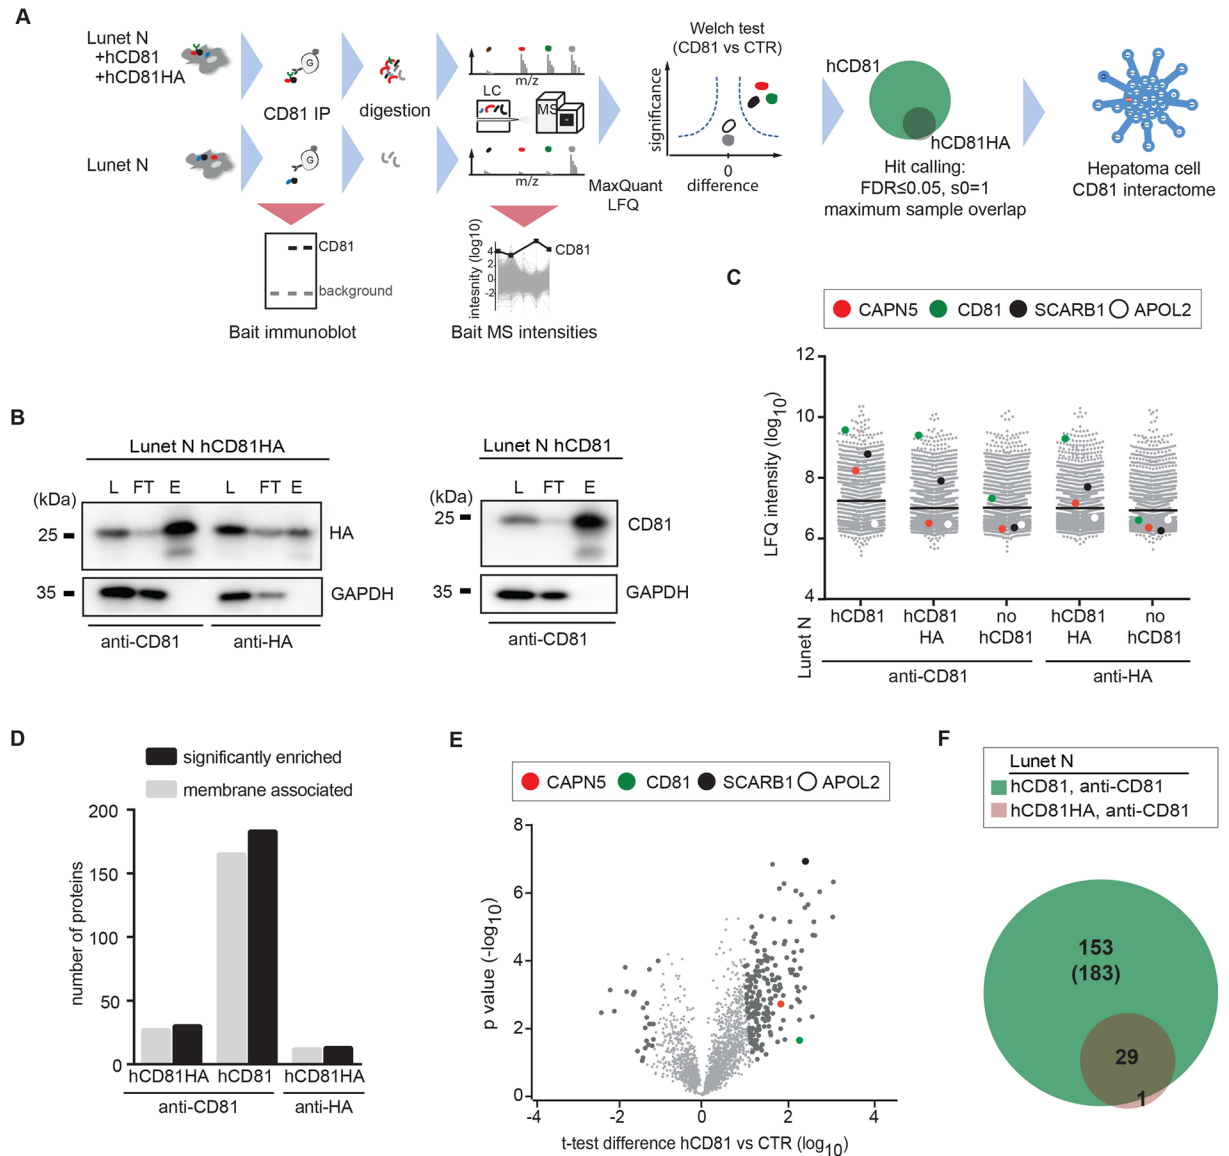 A
Lunet N
+hCD81
+hCD81HA
G
CD81 IP
digestion
m/z
LC
MS
Welch test
(CD81 vs CTR)
significance
0
difference
hCD81
hCD81HA
Hit calling:
FDR≤0.05, s0=1
maximum sample overlap
Hepatoma cell
CD81 interactome
Lunet N
G
m/z
MaxQuant
LFQ
CD81
background
Bait immunoblot
intesnity (log10)
4
2
0
-2
CD81
Bait MS intensities
B
Lunet N hCD81HA
(kDa)
L FT E L FT E
25
HA
35
GAPDH
anti-CD81 anti-HA
Lunet N hCD81
(kDa)
L FT E
25
CD81
35
GAPDH
anti-CD81
C
CAPN5 CD81 SCARB1 APOL2
LFQ intensity (log10)
12
10
8
6
4
Lunet N
hCD81
hCD81 HA
no hCD81
hCD81 HA
no hCD81
anti-CD81 anti-HA
D
significantly enriched
membrane associated
number of proteins
200
150
100
50
0
hCD81HA hCD81 hCD81HA
anti-CD81 anti-HA
E
CAPN5 CD81 SCARB1 APOL2
p value (-log10)
8
6
4
2
0
-4 -2 0 2 4
t-test difference hCD81 vs CTR (log10)
F
Lunet N
hCD81, anti-CD81
hCD81HA, anti-CD81
153
(183)
29
1